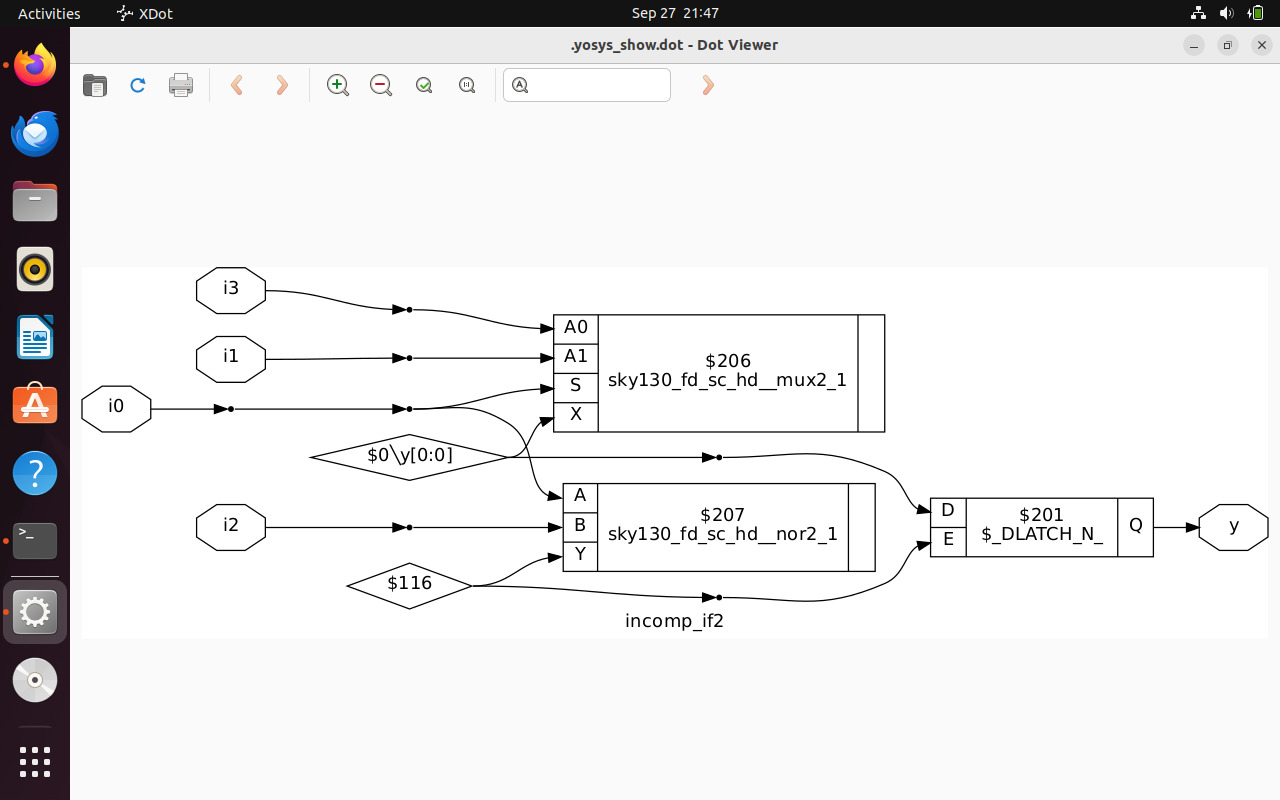 Activities
XDot
Sep 27 21:47
.yosys_show.dot - Dot Viewer
i3
i1
i0
A0
A1
S
X
$206
sky130_fd_sc_hd__mux2_1
$0\y[0:0]
i2
A
B
Y
$207
sky130_fd_sc_hd__nor2_1
$116
D
E
$201
$_DLATCH_N_
Q
y
incomp_if2